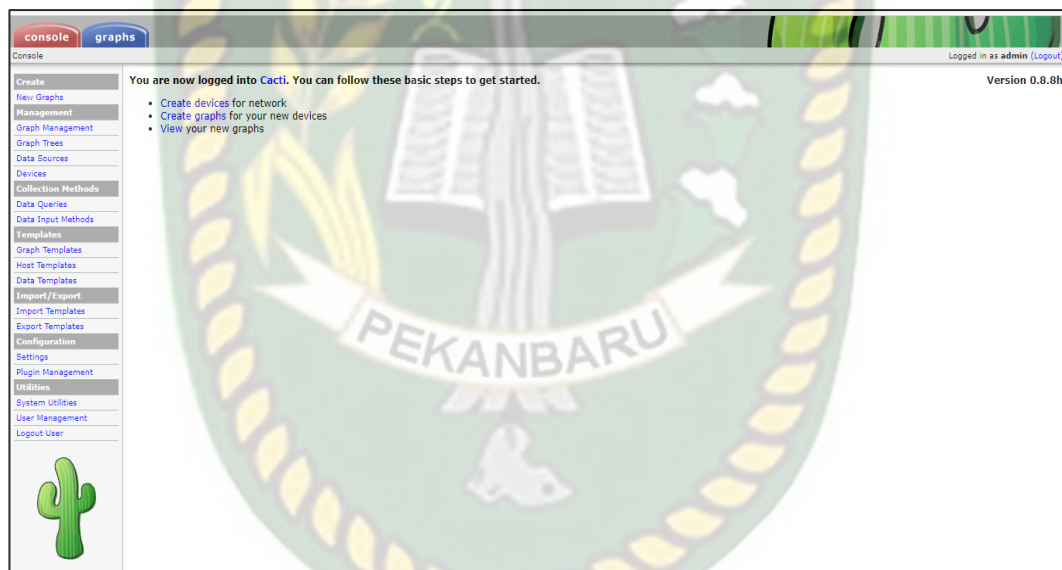 console graphs
Console
Logged in as admin (Logout)
Create
New Graphs
Management
Graph Management
Graph Trees
Data Sources
Devices
Collection Methods
Data Queries
Data Input Methods
Templates
Graph Templates
Host Templates
Data Templates
Import/Export
Import Templates
Export Templates
Configuration
Settings
Plugin Management
Utilities
System Utilities
User Management
Logout User
You are now logged into Cacti. You can follow these basic steps to get started.
Version 0.8.8h
• Create devices for network
• Create graphs for your new devices
• View your new graphs
PEKANBARU